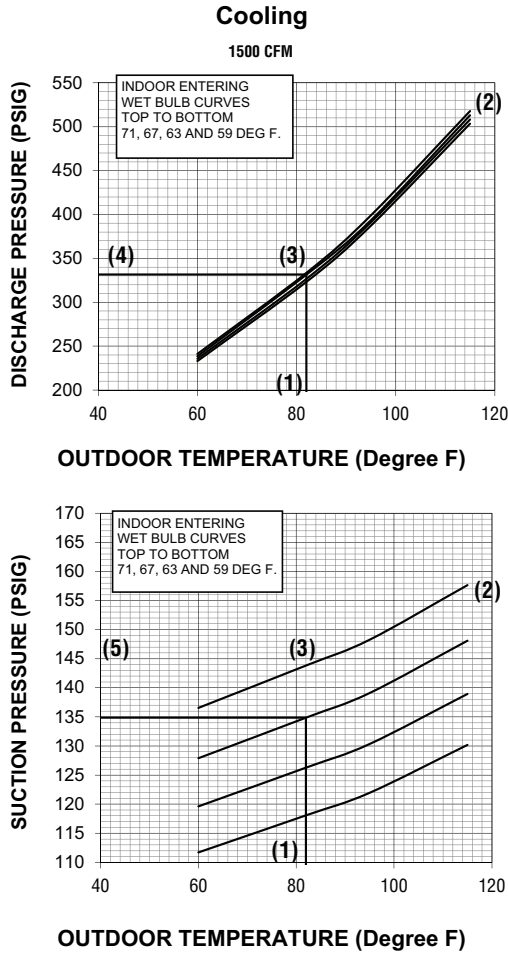 Cooling
1500 CFM
DISCHARGE PRESSURE (PSIG)
550
500
450
400
350
300
250
200
INDOOR ENTERING
WET BULB CURVES
TOP TO BOTTOM
71, 67, 63 AND 59 DEG F.
(2)
(4)
(3)
(1)
40
60
80
100
120
OUTDOOR TEMPERATURE (Degree F)
SUCTION PRESSURE (PSIG)
170
165
160
155
150
145
140
135
130
125
120
115
110
INDOOR ENTERING
WET BULB CURVES
TOP TO BOTTOM
71, 67, 63 AND 59 DEG F.
(2)
(5)
(3)
(1)
40
60
80
100
120
OUTDOOR TEMPERATURE (Degree F)